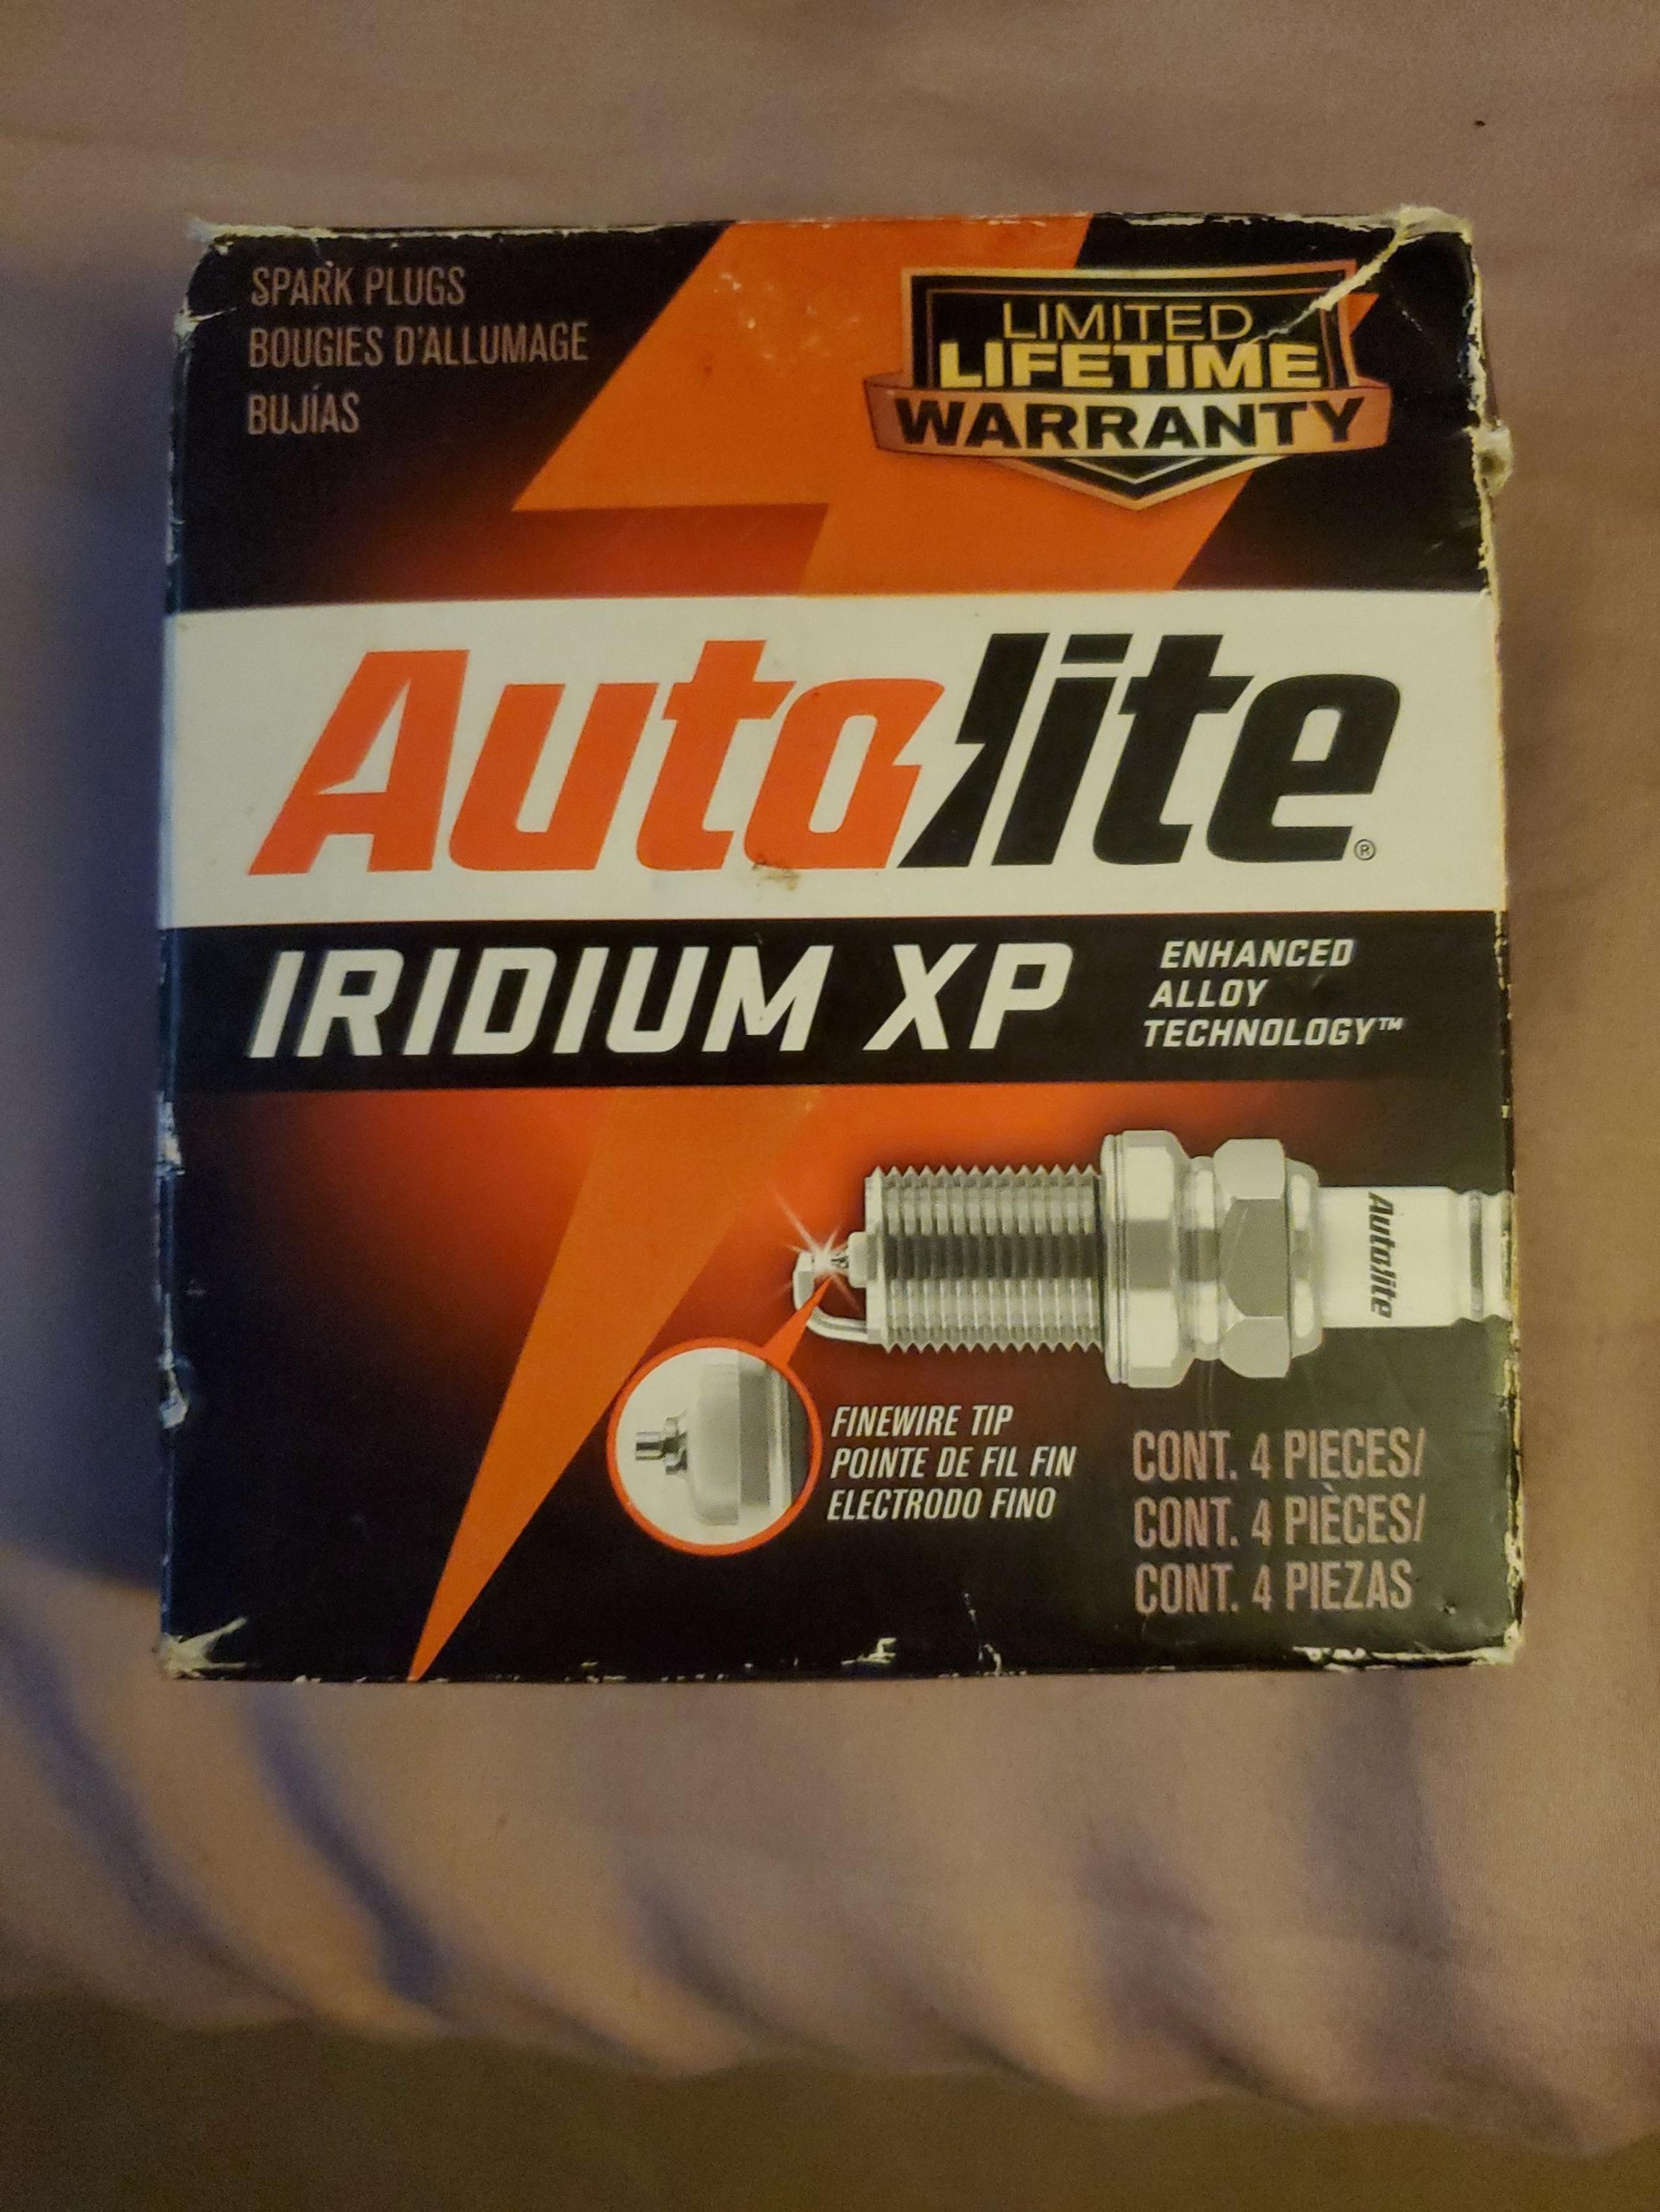 SPARK PLUGS
BOUGIES D'ALLUMAGE
BUJÍAS
LIMITED
LIFETIME
WARRANTY
Autolite®
IRIDIUM XP
ENHANCED
ALLOY
TECHNOLOGY™
Autolite
FINEWIRE TIP
POINTE DE FIL FIN
ELECTRODO FINO
CONT. 4 PIECES/
CONT. 4 PIÈCES/
CONT. 4 PIEZAS